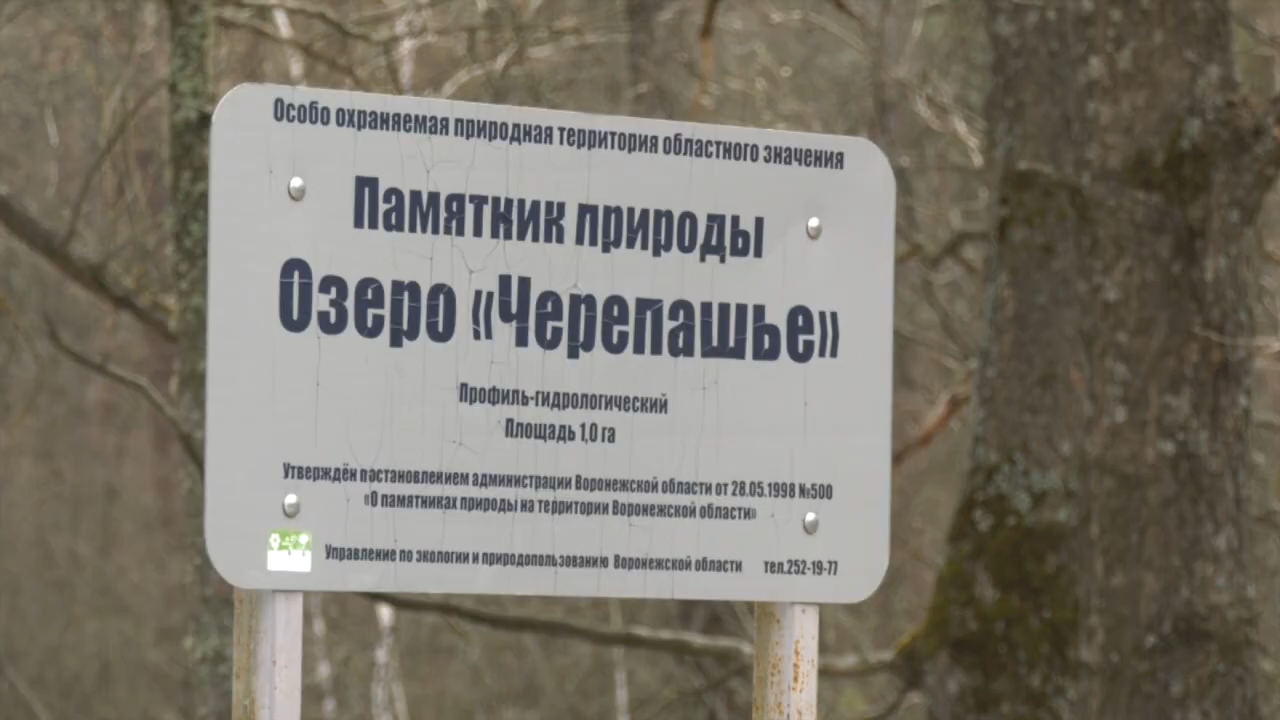 Особо охраняемая природная территория областного значения
Памятник природы
Озеро «Черепашье»
Профиль-гидрологический
Площадь 1,0 га
Утверждён пастановлением администрации Воронежской области от 28.05.1998 №500
«О памятниках природы на территории Воронежской области»
Управление по экологии и природопользованию Воронежской области тел.252-19-77